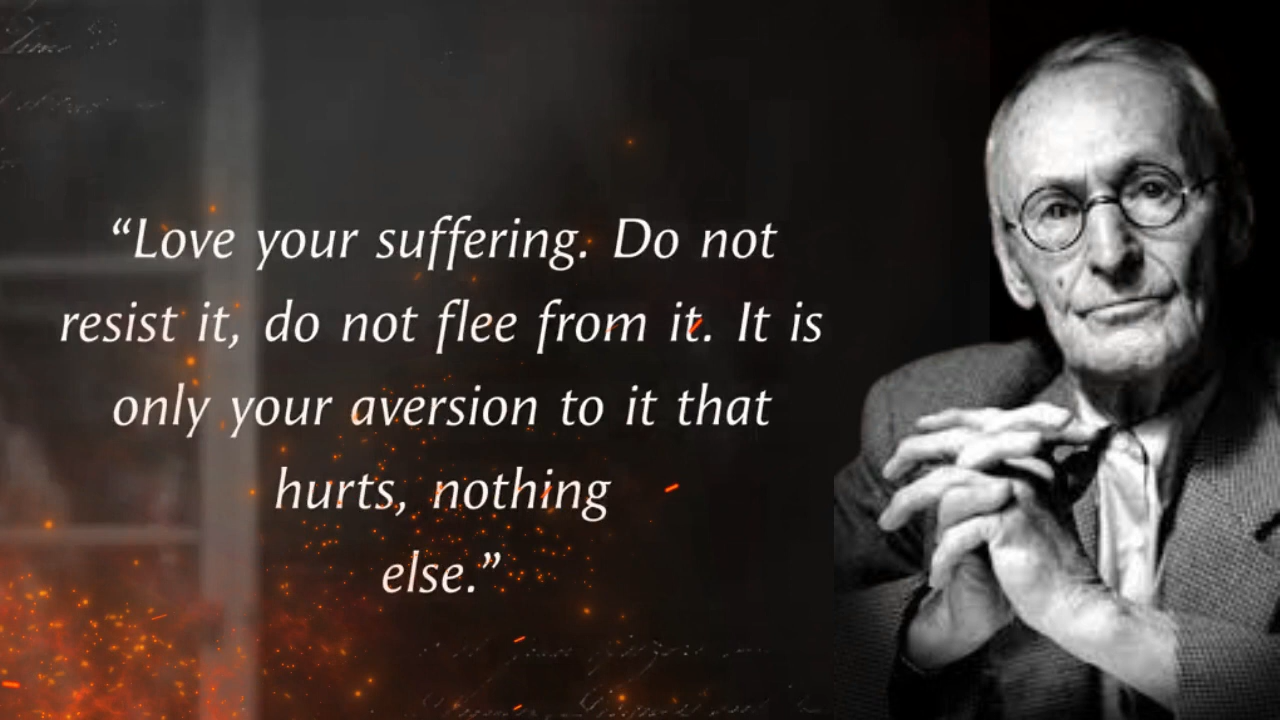 “Love your suffering. Do not
resist it, do not flee from it. It is
only your aversion to it that
hurts, nothing
else.”